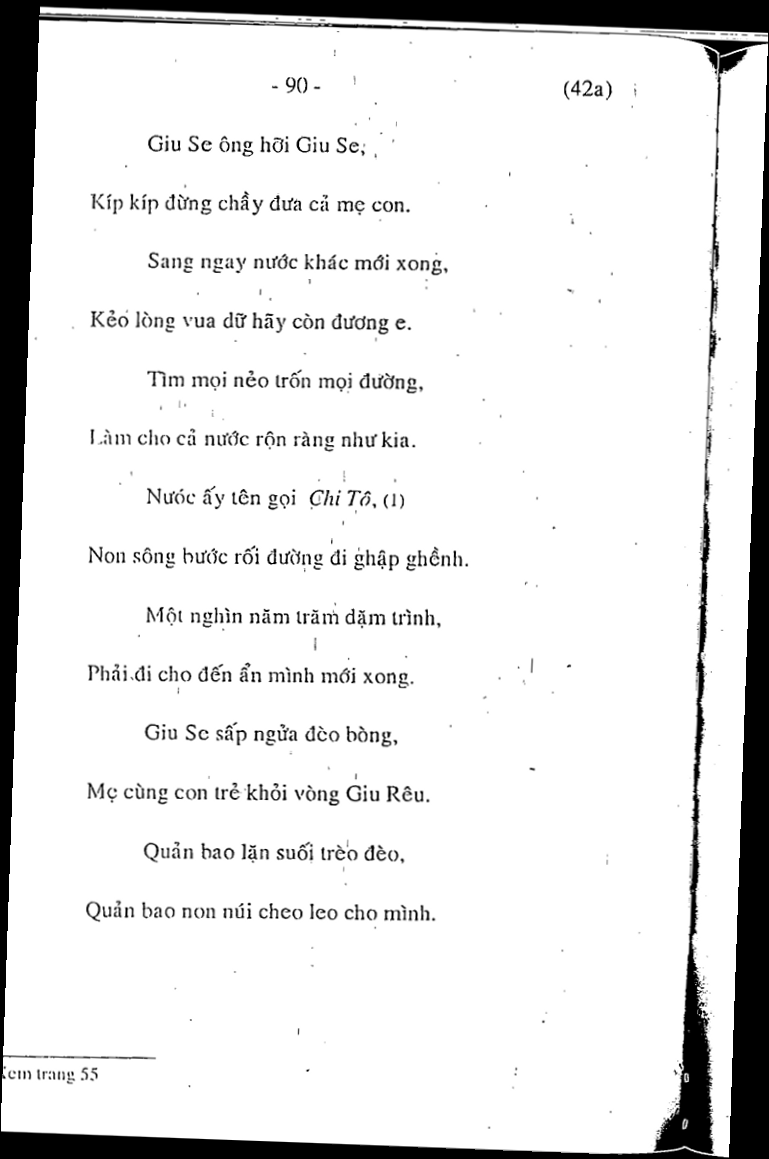 - 90 - (42a)
Giu Se ông hỡi Giu Se,
Kíp kíp đừng chầy đưa cả mẹ con.
Sang ngay nước khác mới xong,
Kẻo lòng vua dữ hãy còn đương e.
Tìm mọi nẻo trốn mọi đường,
Làm cho cả nước rộn ràng như kia.
Nưóc ấy tên gọi Chi Tô, (1)
Non sông bước rối đường đi ghập ghềnh.
Một nghìn năm trăm dặm trình,
Phải đi cho đến ẩn mình mới xong.
Giu Se sấp ngửa đèo bòng,
Mẹ cùng con trẻ khỏi vòng Giu Rêu.
Quản bao lặn suối trèo đèo,
Quản bao non núi cheo leo cho mình.
Xem trang 55